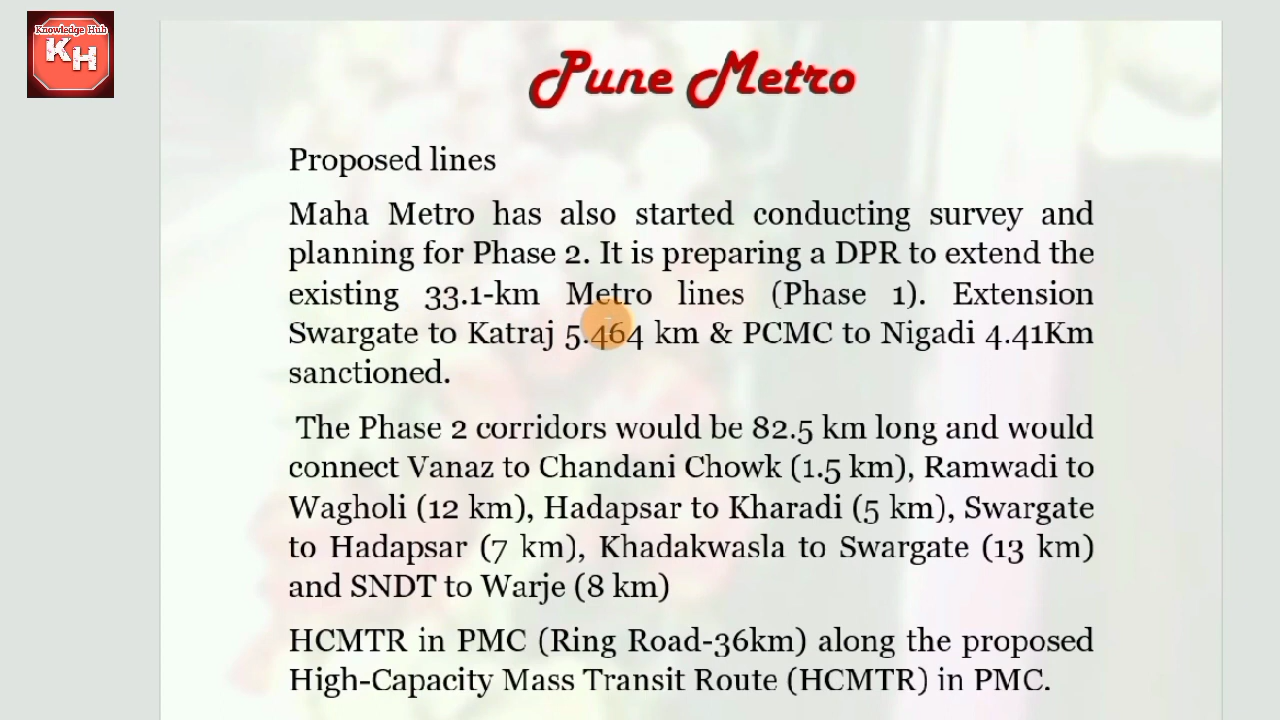 Knowledge Hub
KH
Pune Metro
Proposed lines
Maha Metro has also started conducting survey and
planning for Phase 2. It is preparing a DPR to extend the
existing 33.1-km Metro lines (Phase 1). Extension
Swargate to Katraj 5.464 km & PCMC to Nigadi 4.41Km
sanctioned.
The Phase 2 corridors would be 82.5 km long and would
connect Vanaz to Chandani Chowk (1.5 km), Ramwadi to
Wagholi (12 km), Hadapsar to Kharadi (5 km), Swargate
to Hadapsar (7 km), Khadakwasla to Swargate (13 km)
and SNDT to Warje (8 km)
HCMTR in PMC (Ring Road-36km) along the proposed
High-Capacity Mass Transit Route (HCMTR) in PMC.